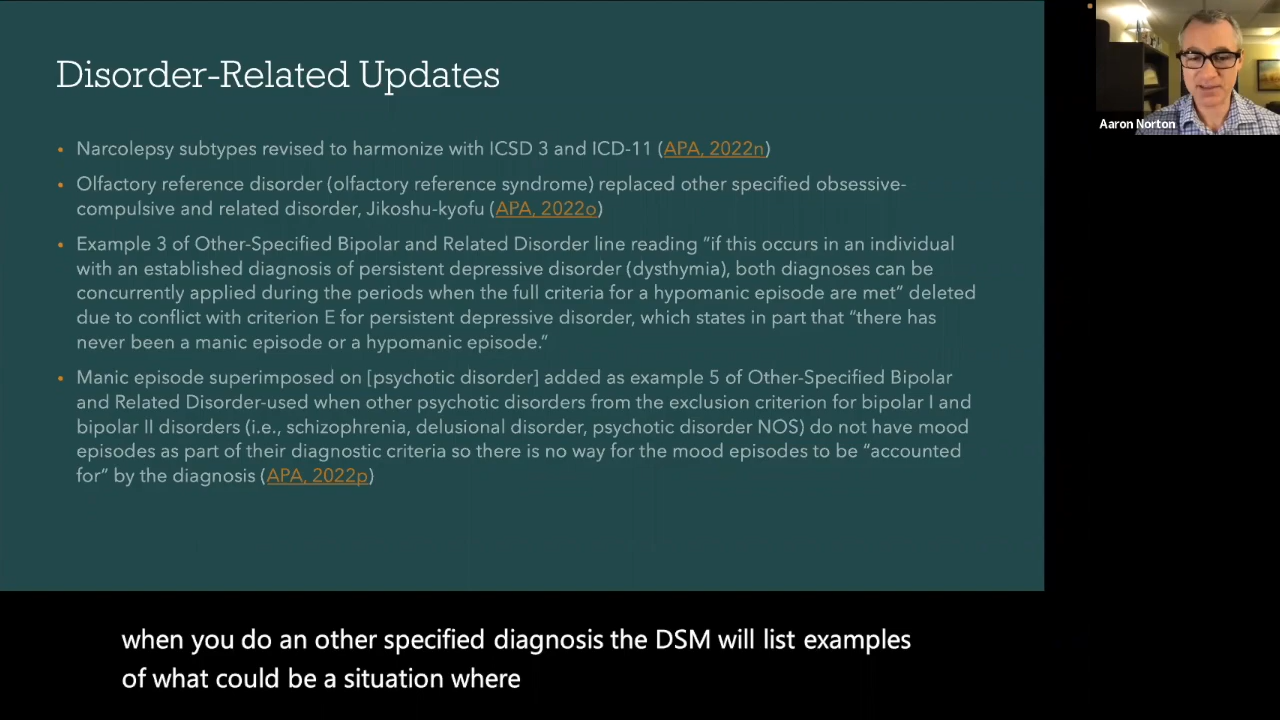 Disorder-Related Updates
• Narcolepsy subtypes revised to harmonize with ICSD 3 and ICD-11 (APA, 2022n)
• Olfactory reference disorder (olfactory reference syndrome) replaced other specified obsessive-
compulsive and related disorder, Jikoshu-kyofu (APA, 2022o)
• Example 3 of Other-Specified Bipolar and Related Disorder line reading "if this occurs in an individual
with an established diagnosis of persistent depressive disorder (dysthymia), both diagnoses can be
concurrently applied during the periods when the full criteria for a hypomanic episode are met" deleted
due to conflict with criterion E for persistent depressive disorder, which states in part that "there has
never been a manic episode or a hypomanic episode."
• Manic episode superimposed on [psychotic disorder] added as example 5 of Other-Specified Bipolar
and Related Disorder-used when other psychotic disorders from the exclusion criterion for bipolar I and
bipolar II disorders (i.e., schizophrenia, delusional disorder, psychotic disorder NOS) do not have mood
episodes as part of their diagnostic criteria so there is no way for the mood episodes to be "accounted
for" by the diagnosis (APA, 2022p)
Aaron Norton
when you do an other specified diagnosis the DSM will list examples
of what could be a situation where